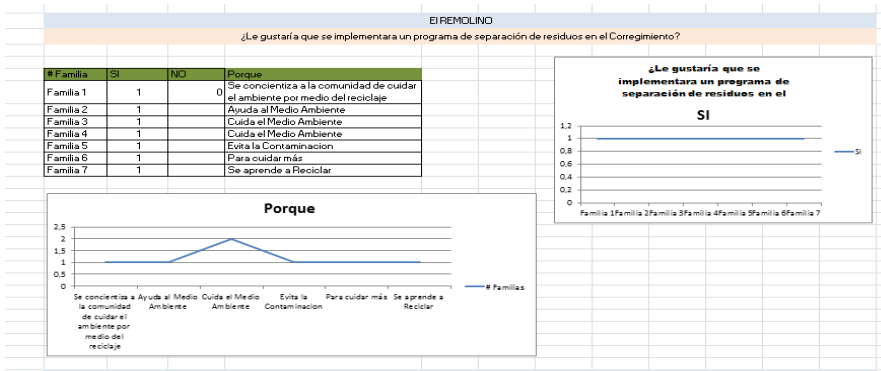 El REMOLINO
¿Le gustaría que se implementara un programa de separación de residuos en el Corregimiento?
# Familia SI NO Porque
Familia 1 1 0 Se concientiza a la comunidad de cuidar
el ambiente por medio del reciclaje
Familia 2 1 Ayuda al Medio Ambiente
Familia 3 1 Cuida el Medio Ambiente
Familia 4 1 Cuida el Medio Ambiente
Familia 5 1 Evita la Contaminacion
Familia 6 1 Para cuidar más
Familia 7 1 Se aprende a Reciclar
¿Le gustaría que se
implementara un programa de
separación de residuos en el
SI
1,2
1
0,8
0,6
0,4
0,2
0
Familia 1 Familia 2 Familia 3 Familia 4 Familia 5 Familia 6 Familia 7
SI
Porque
2,5
2
1,5
1
0,5
0
Se concientiza a
la comunidad
de cuidar el
ambiente por
medio del
reciclaje
Ayuda al Medio
Ambiente
Cuida el Medio
Ambiente
Evita la
Contaminacion
Para cuidar más
Se aprende a
Reciclar
# Familias